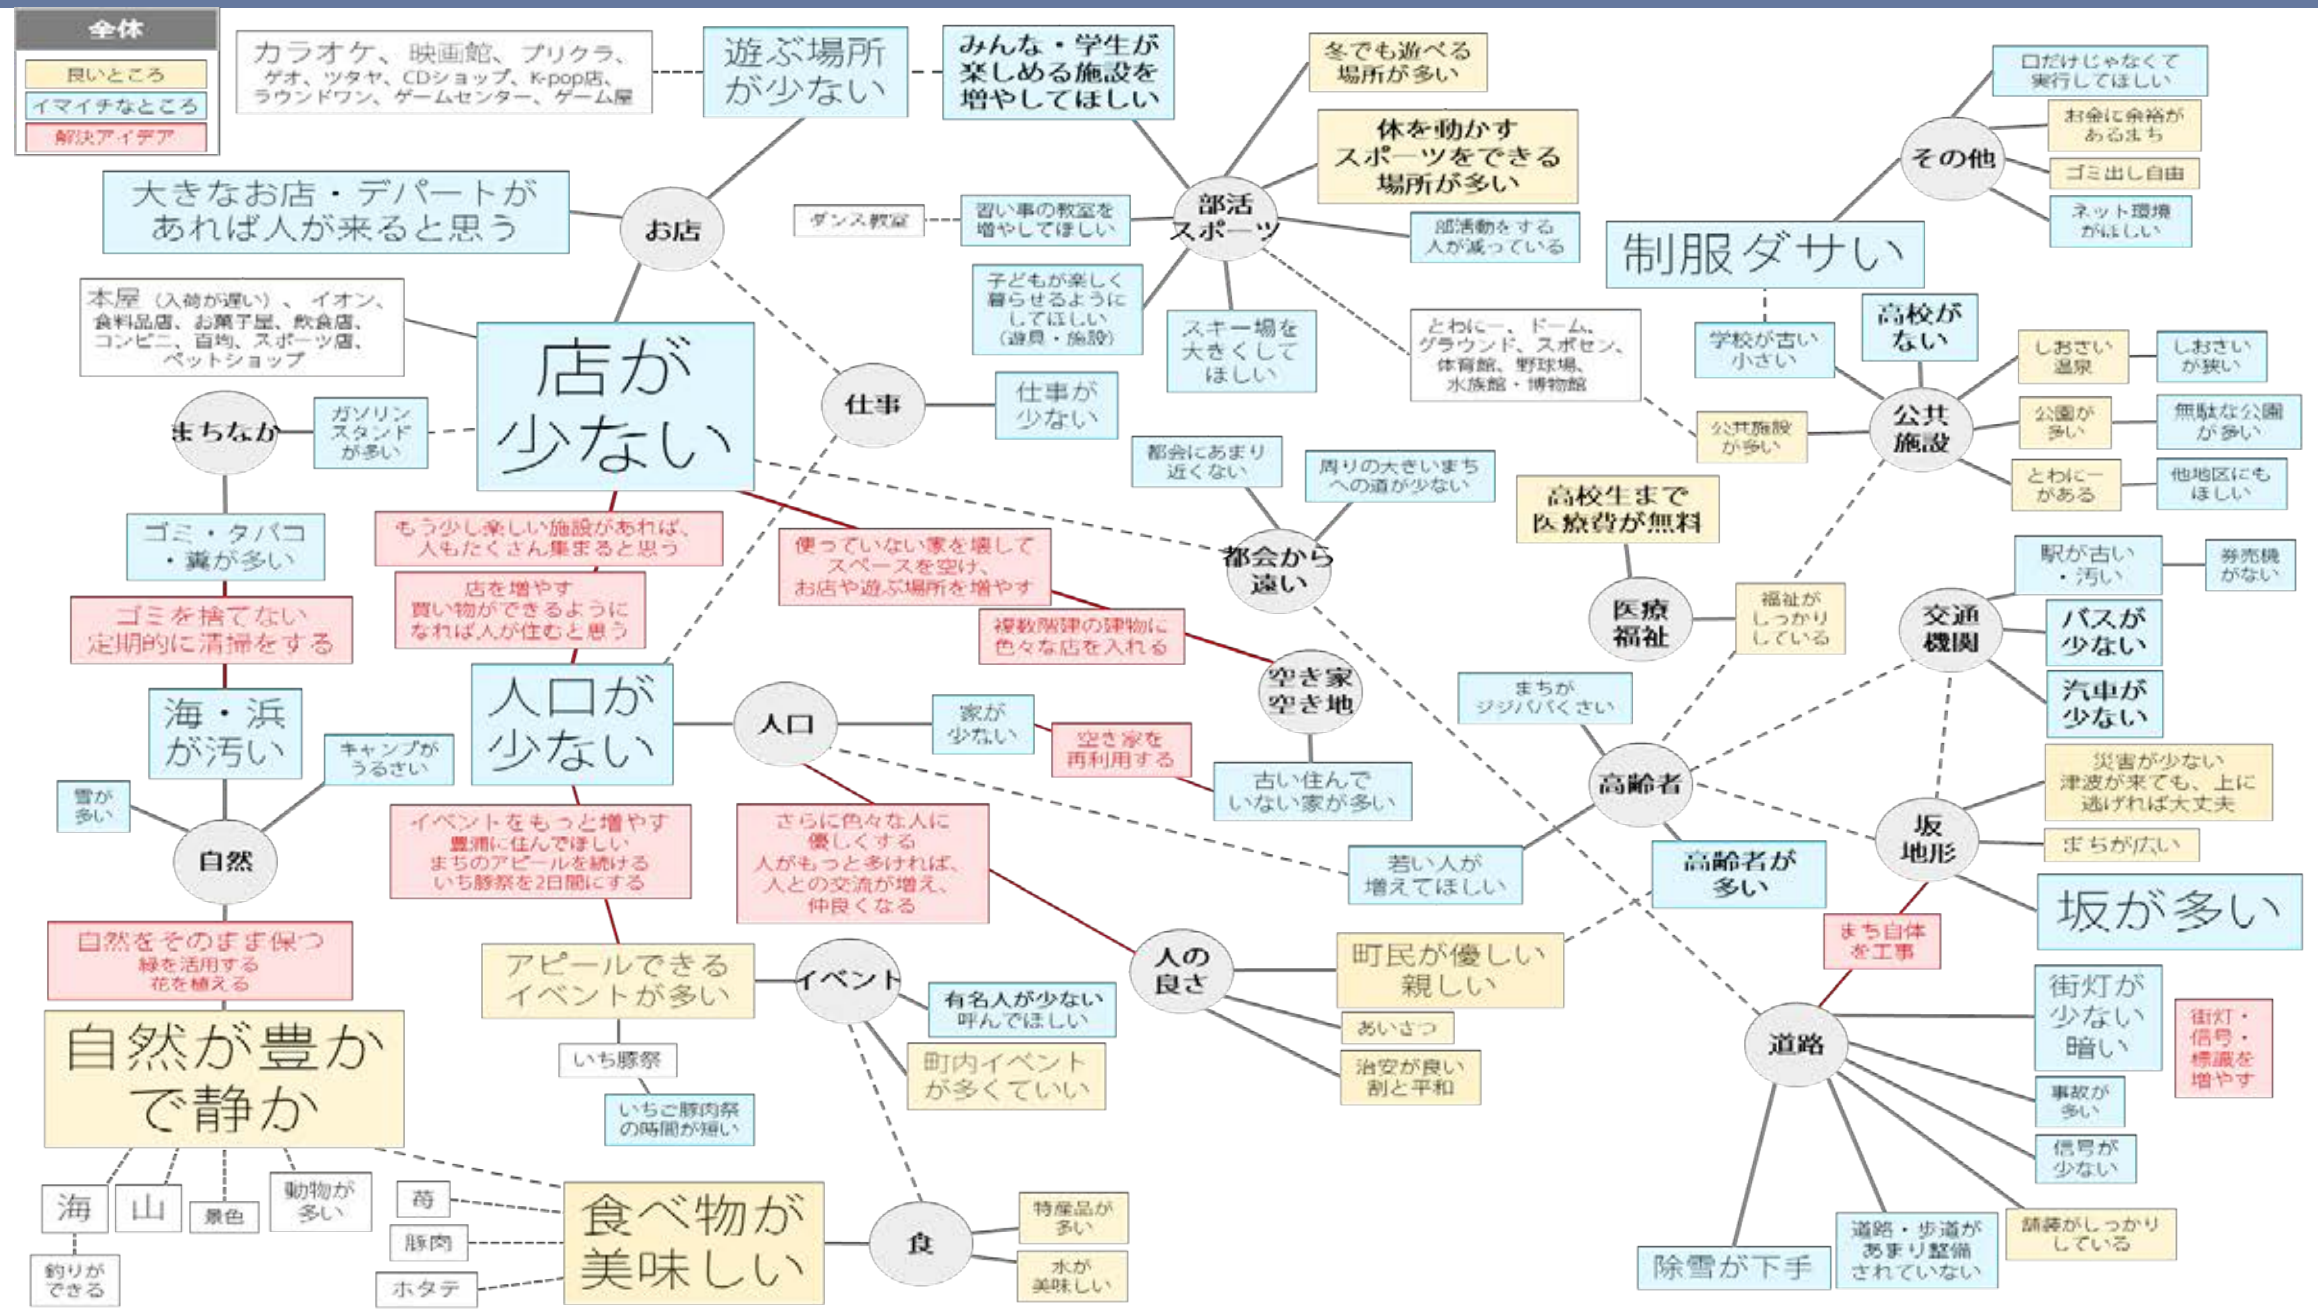 全体
良いところ
イマイチなところ
解決アイデア
カラオケ、映画館、プリクラ、
ゲオ、ツタヤ、CDショップ、K-pop店、
ラウンドワン、ゲームセンター、ゲーム屋
遊ぶ場所
が少ない
みんな・学生が
楽しめる施設を
増やしてほしい
冬でも遊べる
場所が多い
体を動かす
スポーツをできる
場所が多い
口だけじゃなくて
実行してほしい
お金に余裕が
あるまち
ゴミ出し自由
ネット環境
がほしい
その他
大きなお店・デパートが
あれば人が来ると思う
お店
ダンス教室
習い事の教室を
増やしてほしい
部活
スポーツ
部活動をする
人が減っている
制服ダサい
本屋（入荷が遅い）、イオン、
食料品店、お菓子屋、飲食店、
コンビニ、百均、スポーツ店、
ペットショップ
店が
少ない
子どもが楽しく
暮らせるように
してほしい
（遊具・施設）
スキー場を
大きくして
ほしい
とわにー、ドーム、
グラウンド、スポセン、
体育館、野球場、
水族館・博物館
学校が古い
小さい
高校が
ない
しおさい
温泉
しおさい
が狭い
まちなか
ガソリン
スタンド
が多い
仕事
仕事が
少ない
公共施設
が多い
公共
施設
公園が
多い
無駄な公園
が多い
とわにー
がある
他地区にも
ほしい
都会にあまり
近くない
周りの大きいまち
への道が少ない
高校生まで
医療費が無料
ゴミ・タバコ
・糞が多い
もう少し楽しい施設があれば、
人もたくさん集まると思う
使っていない家を壊して
スペースを空け、
お店や遊ぶ場所を増やす
都会から
遠い
駅が古い
・汚い
券売機
がない
店を増やす
買い物ができるように
なれば人が住むと思う
複数階建の建物に
色々な店を入れる
医療
福祉
福祉が
しっかり
している
交通
機関
バスが
少ない
汽車が
少ない
ゴミを捨てない
定期的に清掃をする
海・浜
が汚い
キャンプが
うるさい
雪が
多い
自然
人口が
少ない
人口
家が
少ない
空き家を
再利用する
空き家
空き地
古い住んで
いない家が多い
まちが
ジジババくさい
高齢者
災害が少ない
津波が来ても、上に
逃げれば大丈夫
坂
地形
まちが広い
坂が多い
イベントをもっと増やす
豊浦に住んでほしい
まちのアピールを続ける
いち豚祭を2日間にする
さらに色々な人に
優しくする
人がもっと多ければ、
人との交流が増え、
仲良くなる
若い人が
増えてほしい
高齢者が
多い
まち自体
を工事
自然をそのまま保つ
緑を活用する
花を植える
アピールできる
イベントが多い
イベント
有名人が少ない
呼んでほしい
人の
良さ
町民が優しい
親しい
あいさつ
治安が良い
割と平和
道路
街灯が
少ない
暗い
街灯・
信号・
標識を
増やす
事故が
多い
信号が
少ない
自然が豊か
で静か
いち豚祭
いちご豚肉祭
の時間が短い
町内イベント
が多くていい
海
山
景色
動物が
多い
釣りが
できる
苺
豚肉
ホタテ
食べ物が
美味しい
食
特産品が
多い
水が
美味しい
除雪が下手
道路・歩道が
あまり整備
されていない
舗装がしっかり
している